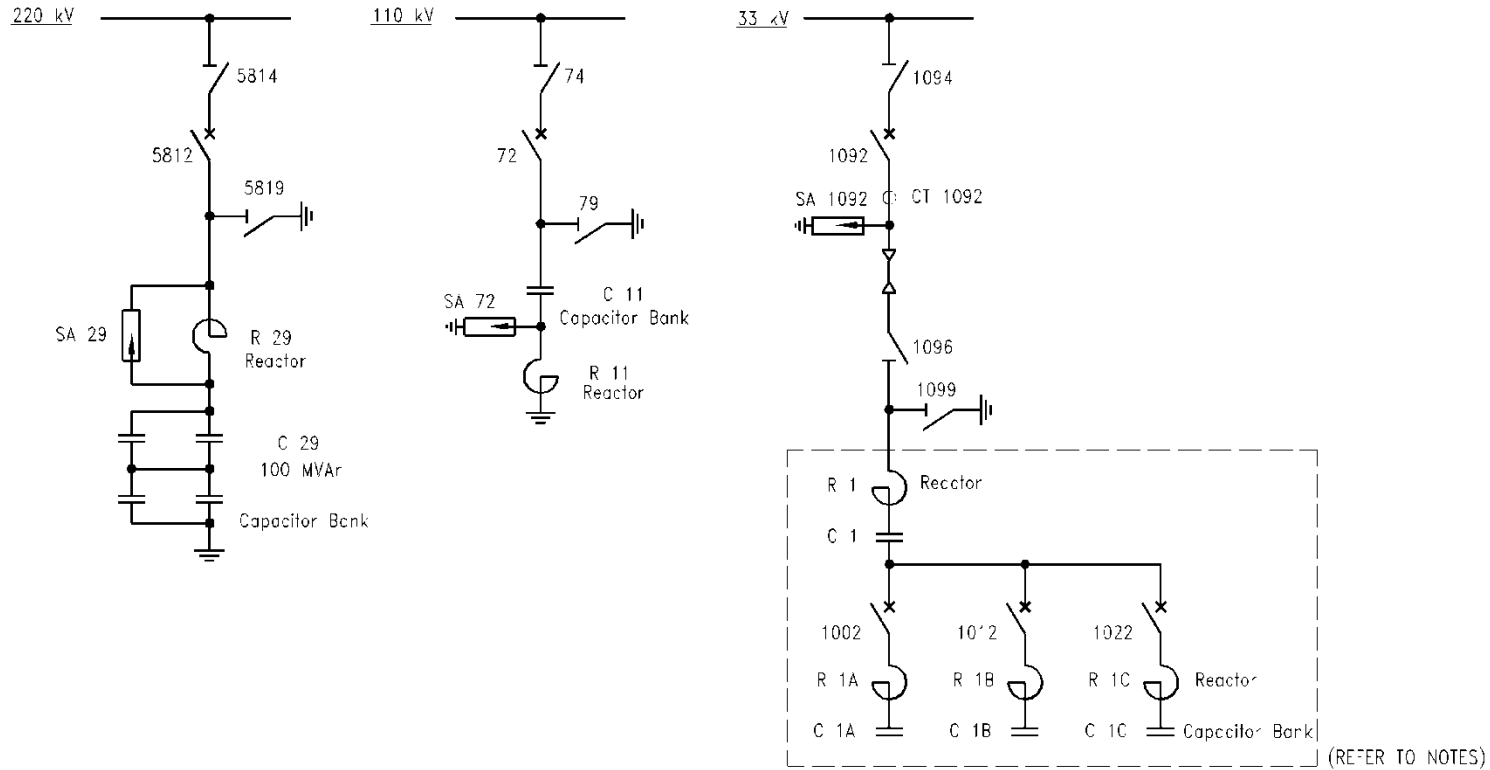 220 kV
5814
5812
5819
SA 29
R 29
Reactor
C 29
100 MVAr
Capacitor Bank
110 kV
74
72
79
C 11
Capacitor Bank
SA 72
R 11
Reactor
33 kV
1094
1092
SA 1092
CT 1092
1096
1099
R 1
Reactor
C 1
1002
1012
1022
R 1A
R 1B
R 1C
Reactor
C 1A
C 1B
C 1C
Capacitor Bank
(REFER TO NOTES)